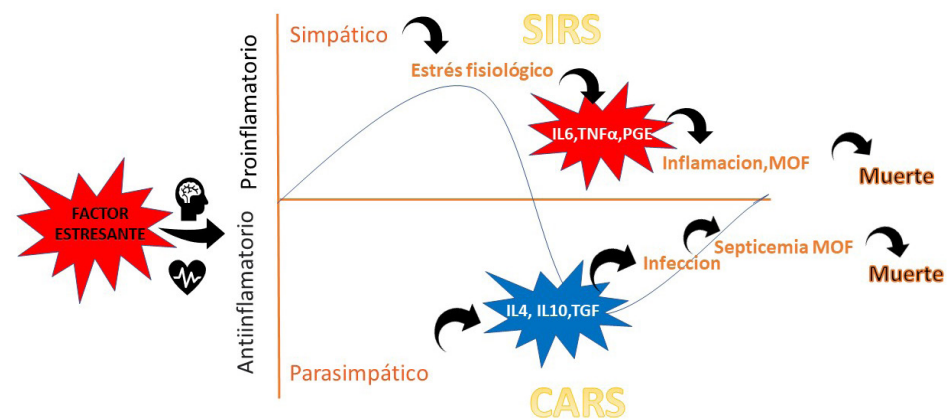 SIRS
Simpático
Estrés fisiológico
Proinflamatorio
IL6,TNFα,PGE
Inflamacion,MOF
Muerte
FACTOR
ESTRESANTE
Antiinflamatorio
Septicemia MOF
Infeccion
Muerte
IL4, IL10,TGF
Parasimpático
CARS